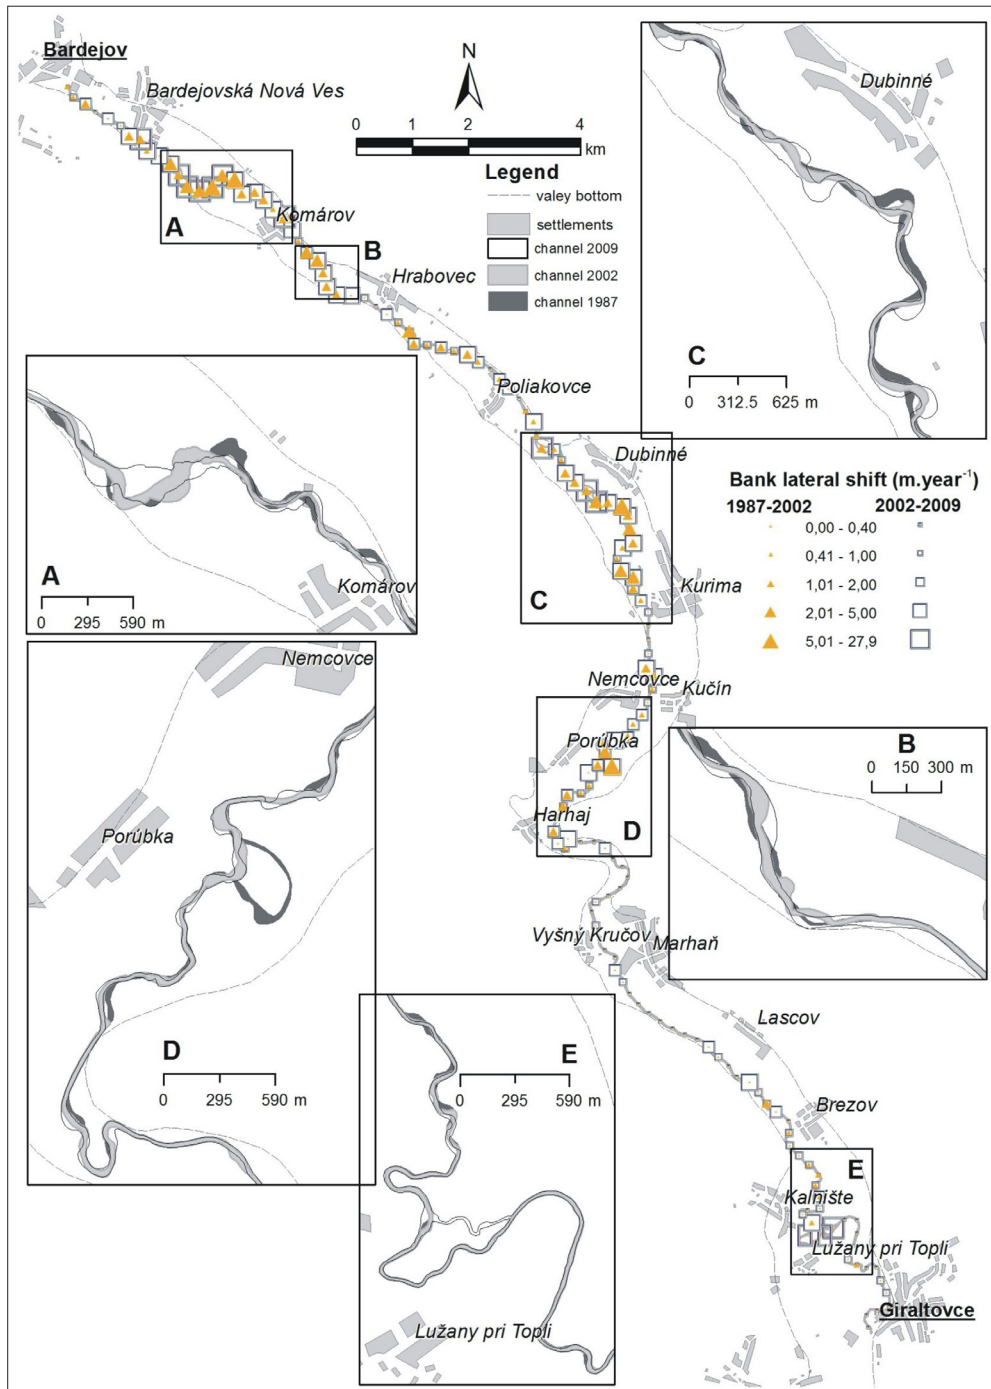 Bardejov
Bardejovská Nová Ves
N
0 1 2 4
km
Legend
valey bottom
settlements
channel 2009
channel 2002
channel 1987
A
Komárov
B
Hrabovec
Poliakovce
Dubinné
C
Kurima
Nemcovce
Kučín
Porúbka
Harhaj
D
Vyšný Kručov
Marhaň
Lascov
Brezov
E
Kalnište
Lužany pri Topli
Giraltovce
Dubinné
C
0 312.5 625 m
Bank lateral shift (m.year-1)
1987-2002 2002-2009
0,00 - 0,40
0,41 - 1,00
1,01 - 2,00
2,01 - 5,00
5,01 - 27,9
A
Komárov
0 295 590 m
Nemcovce
Porúbka
D
0 295 590 m
B
0 150 300 m
E
0 295 590 m
Lužany pri Topli